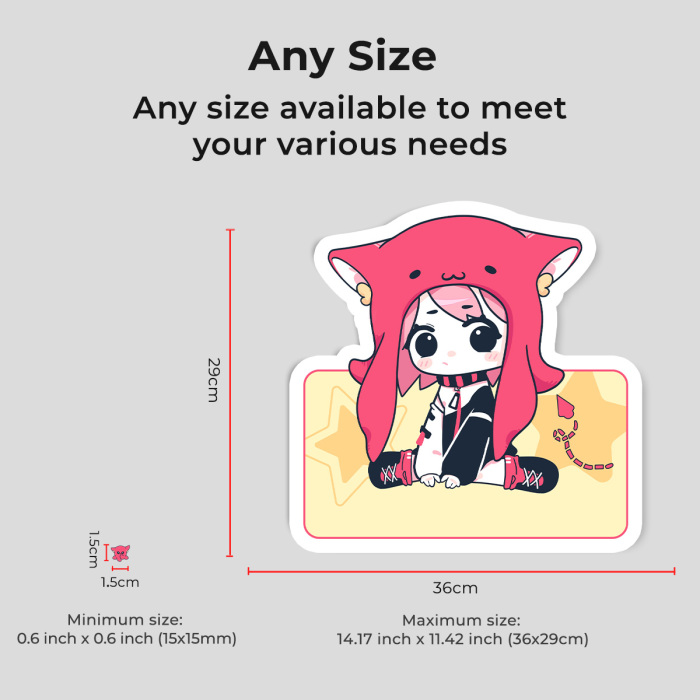 Any Size
Any size available to meet
your various needs
29cm
1.5cm
1.5cm
36cm
Minimum size:
0.6 inch x 0.6 inch (15x15mm)
Maximum size:
14.17 inch x 11.42 inch (36x29cm)